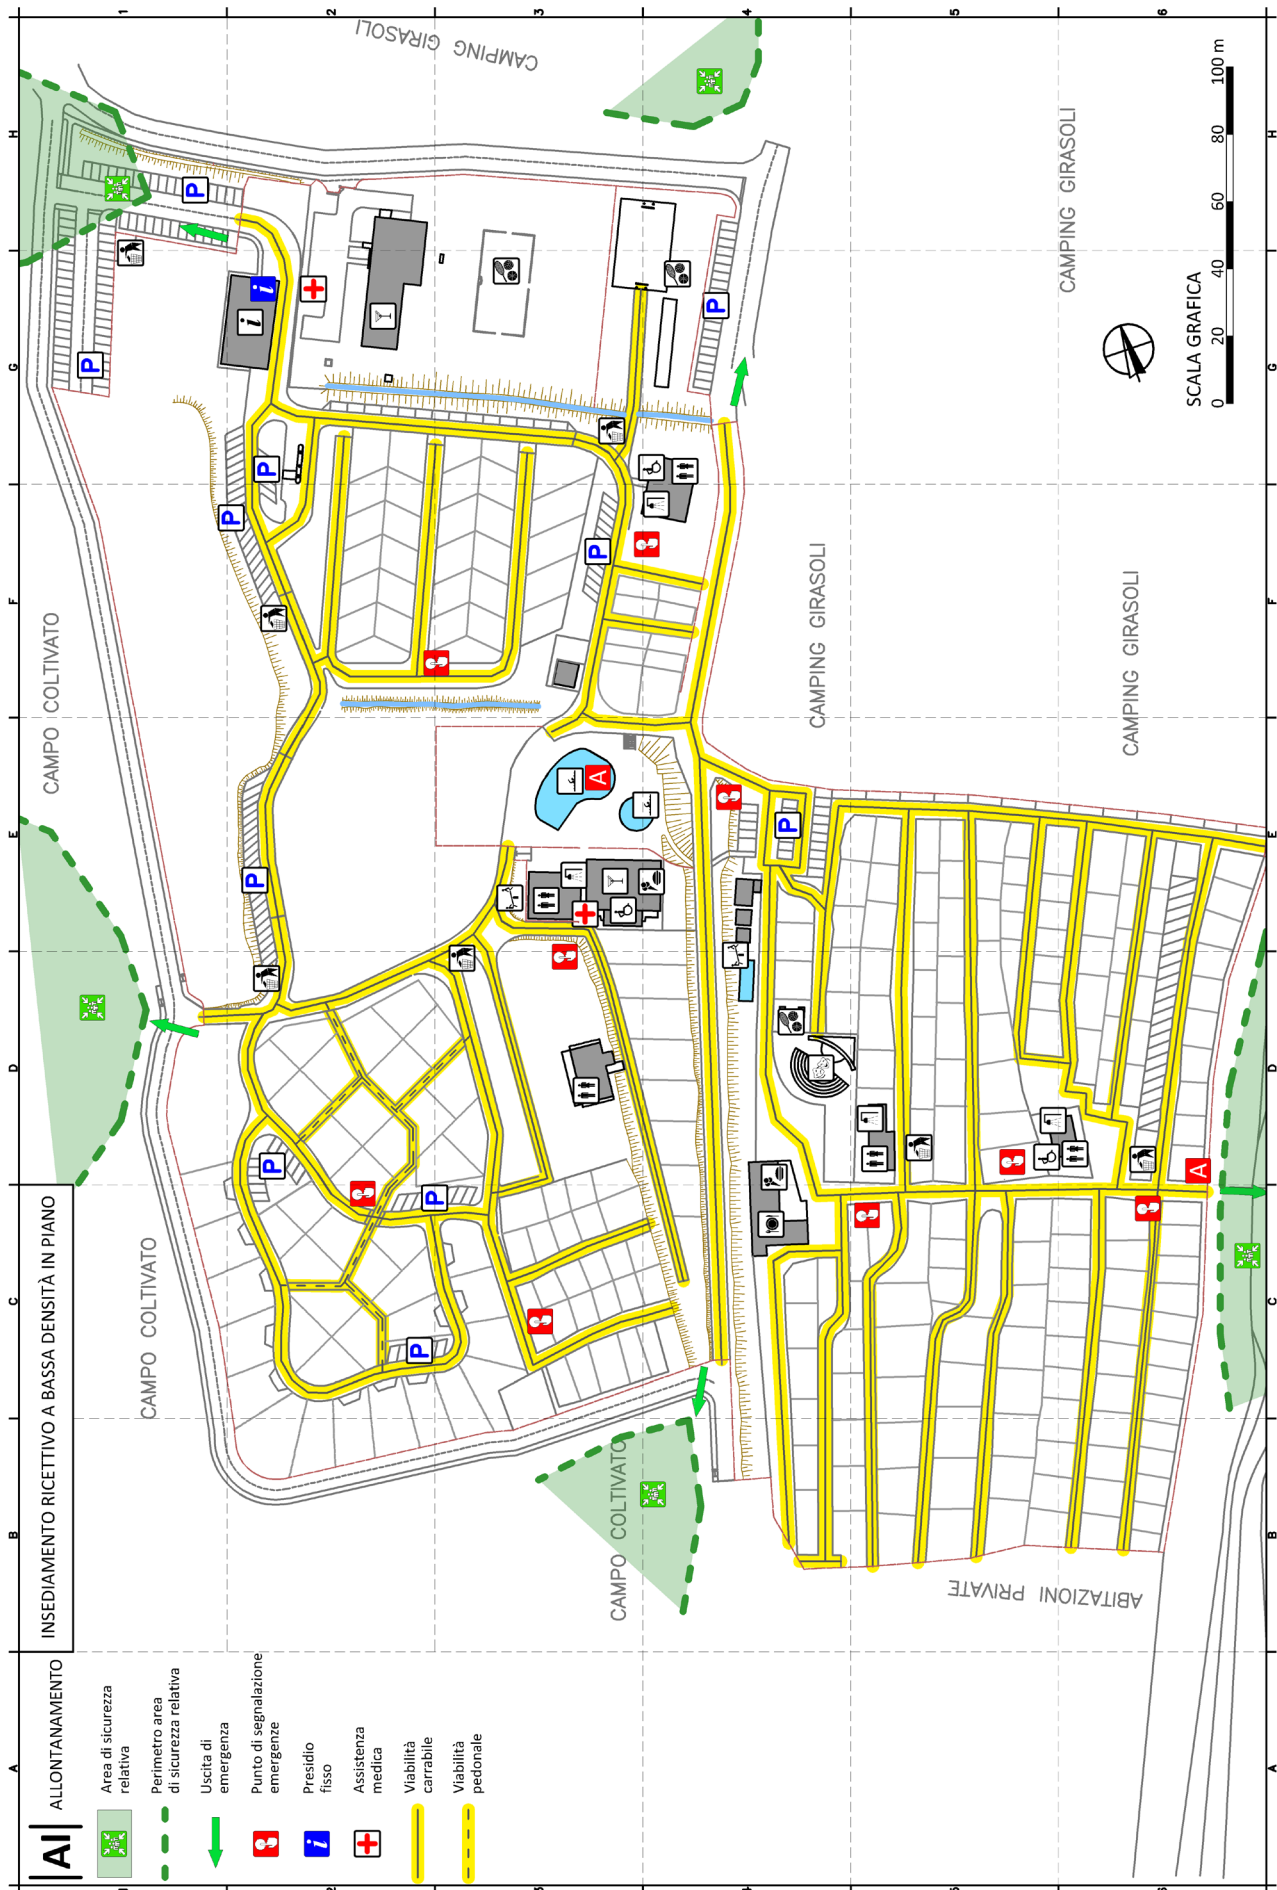 AI
ALLONTANAMENTO
INSEDIAMENTO RICETTIVO A BASSA DENSITÀ IN PIANO
Area di sicurezza
relativa
Perimetro area
di sicurezza relativa
Uscita di
emergenza
Punto di segnalazione
emergenze
Presidio
fisso
Assistenza
medica
Viabilità
carrabile
Viabilità
pedonale
CAMPO COLTIVATO
CAMPO COLTIVATO
CAMPO COLTIVATO
CAMPING GIRASOLI
CAMPING GIRASOLI
CAMPING GIRASOLI
CAMPING GIRASOLI
ABITAZIONI PRIVATE
SCALA GRAFICA
0 20 40 60 80 100 m
A B C D E F G H
A B C D E F G H
1 2 3 4 5 6
P
P
P
P
P
P
P
P
P
P
P
P
i
i
A
A